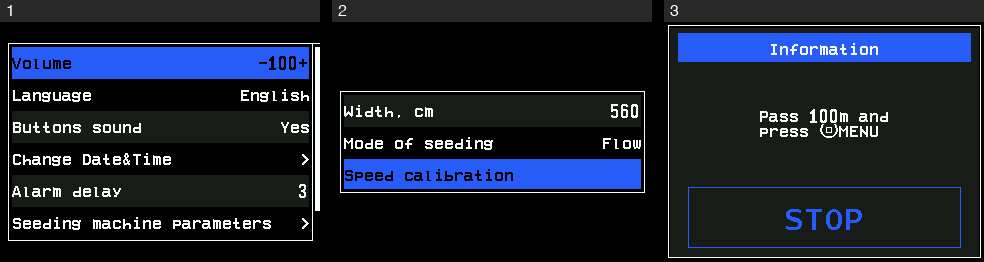 1
Volume -100+
Language English
Buttons sound Yes
Change Date&Time >
Alarm delay 3
Seeding machine parameters >
2
Width, cm 560
Mode of seeding Flow
Speed calibration
3
Information
Pass 100m and
press MENU
STOP